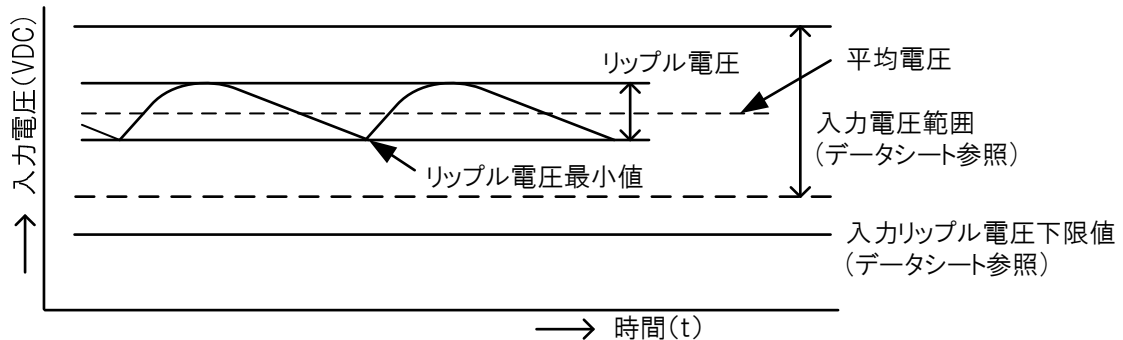 入力電圧(VDC)
リップル電圧
平均電圧
入力電圧範囲
(データシート参照)
リップル電圧最小値
入力リップル電圧下限値
(データシート参照)
時間(t)